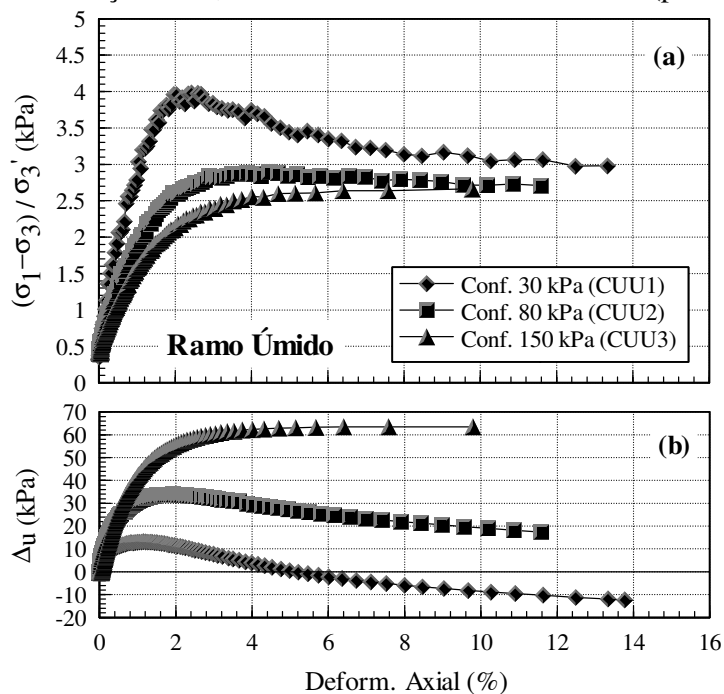 (a)
(σ1−σ3) / σ3' (kPa)
5
4.5
4
3.5
3
2.5
2
1.5
1
0.5
0
Conf. 30 kPa (CUU1)
Conf. 80 kPa (CUU2)
Conf. 150 kPa (CUU3)
Ramo Úmido
(b)
Δu (kPa)
70
60
50
40
30
20
10
0
-10
-20
0 2 4 6 8 10 12 14 16
Deform. Axial (%)